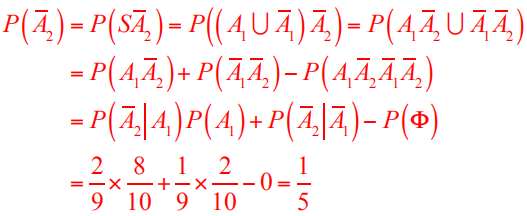 P(A̅₂) = P(SA̅₂) = P((A₁ ∪ A̅₁) A̅₂) = P(A₁A̅₂ ∪ A̅₁A̅₂)
= P(A₁A̅₂) + P(A̅₁A̅₂) − P(A₁A̅₂A̅₁A̅₂)
= P(A̅₂|A₁)P(A₁) + P(A̅₂|A̅₁) − P(Φ)
= 2/9 × 8/10 + 1/9 × 2/10 − 0 = 1/5